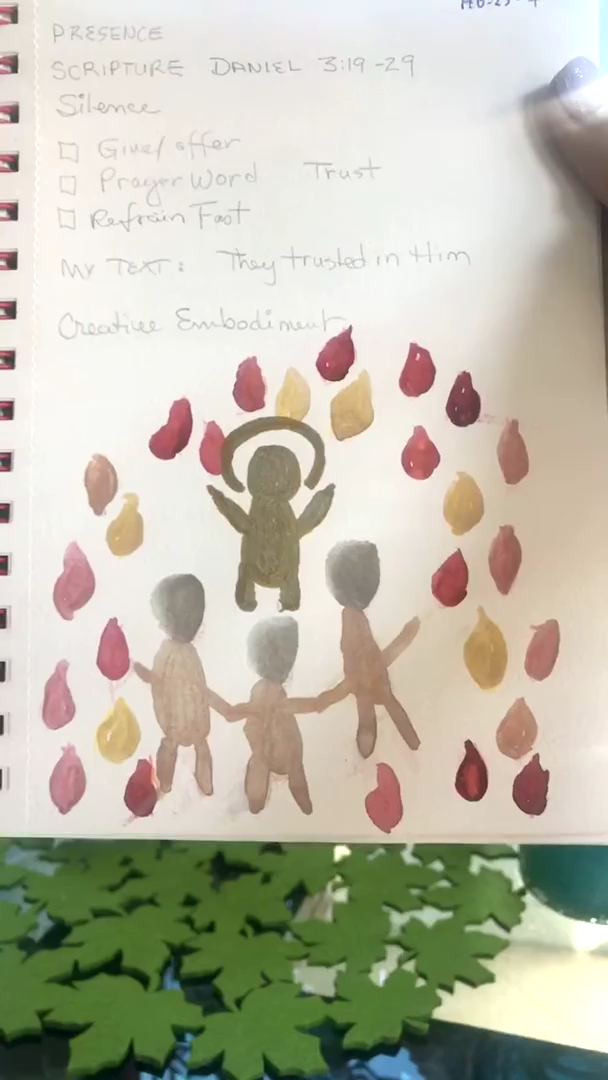 PRESENCE
SCRIPTURE DANIEL 3:19-29
Silence
Give/offer
Prayer Word Trust
Refrain Fast
MY TEXT: They trusted in Him
Creative Embodiment